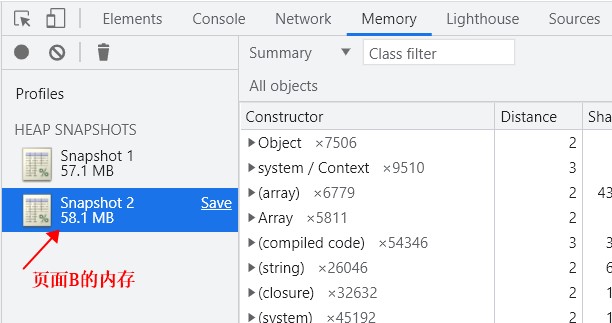 Elements Console Network Memory Lighthouse Sources
Summary ▼ Class filter
Profiles
All objects
HEAP SNAPSHOTS
Snapshot 1
57.1 MB
Snapshot 2 Save
58.1 MB
页面B的内存
Constructor Distance Sha
Object ×7506 2
system / Context ×9510 3
(array) ×6779 2 43
Array ×5811 2
(compiled code) ×54346 3 3
(string) ×26046 2 6
(closure) ×32632 2 1
(system) ×45192 2 1